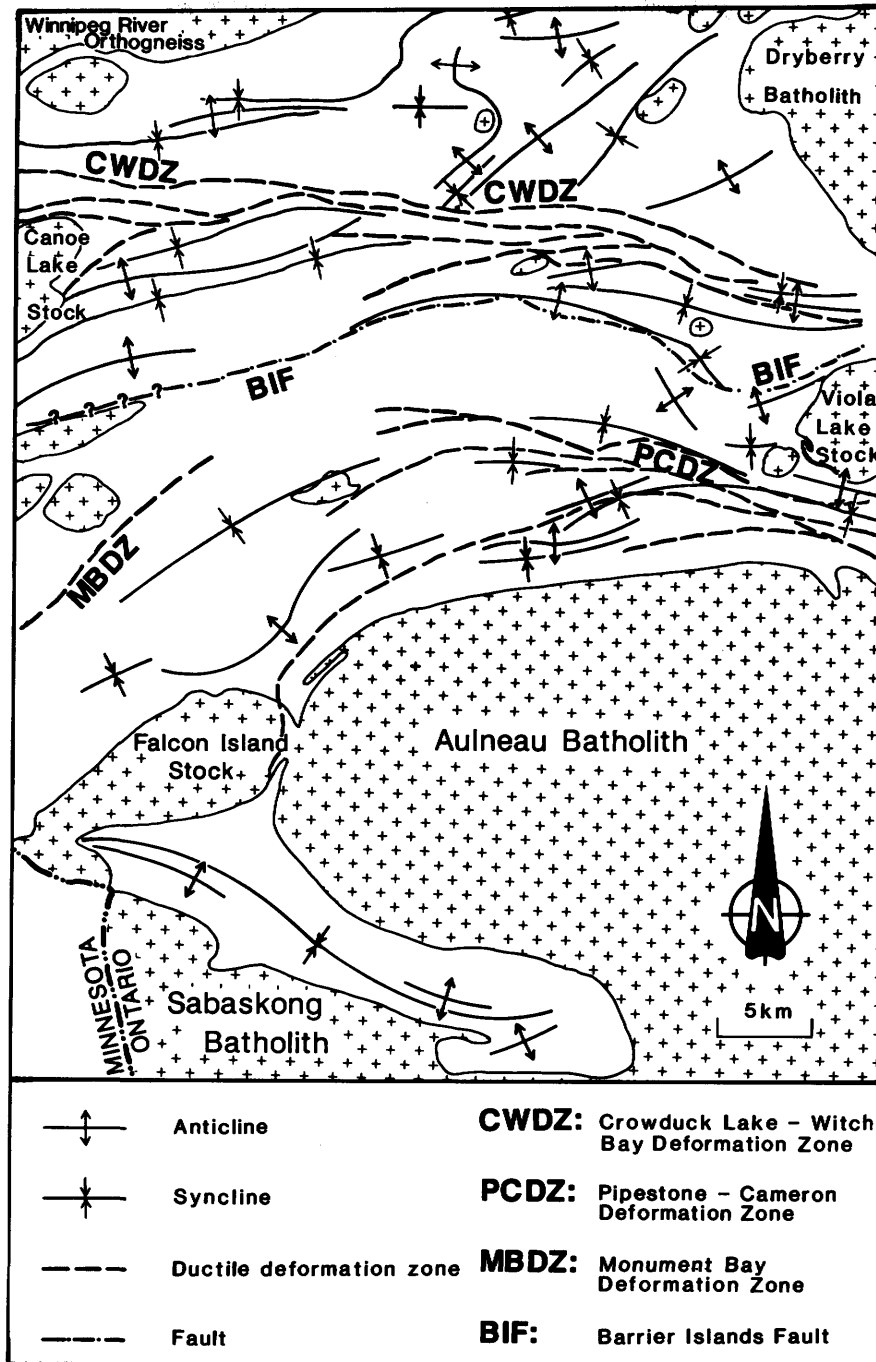 Winnipeg River
Orthogneiss
Dryberry
Batholith
CWDZ
CWDZ
Canoe
Lake
Stock
BIF
BIF
? ? ? ?
Viola
Lake
Stock
PCDZ
MBDZ
Falcon Island
Stock
Aulneau Batholith
N
MINNESOTA
ONTARIO
5km
Sabaskong
Batholith
Anticline
Syncline
Ductile deformation zone
Fault
CWDZ: Crowduck Lake - Witch
Bay Deformation Zone
PCDZ: Pipestone - Cameron
Deformation Zone
MBDZ: Monument Bay
Deformation Zone
BIF: Barrier Islands Fault